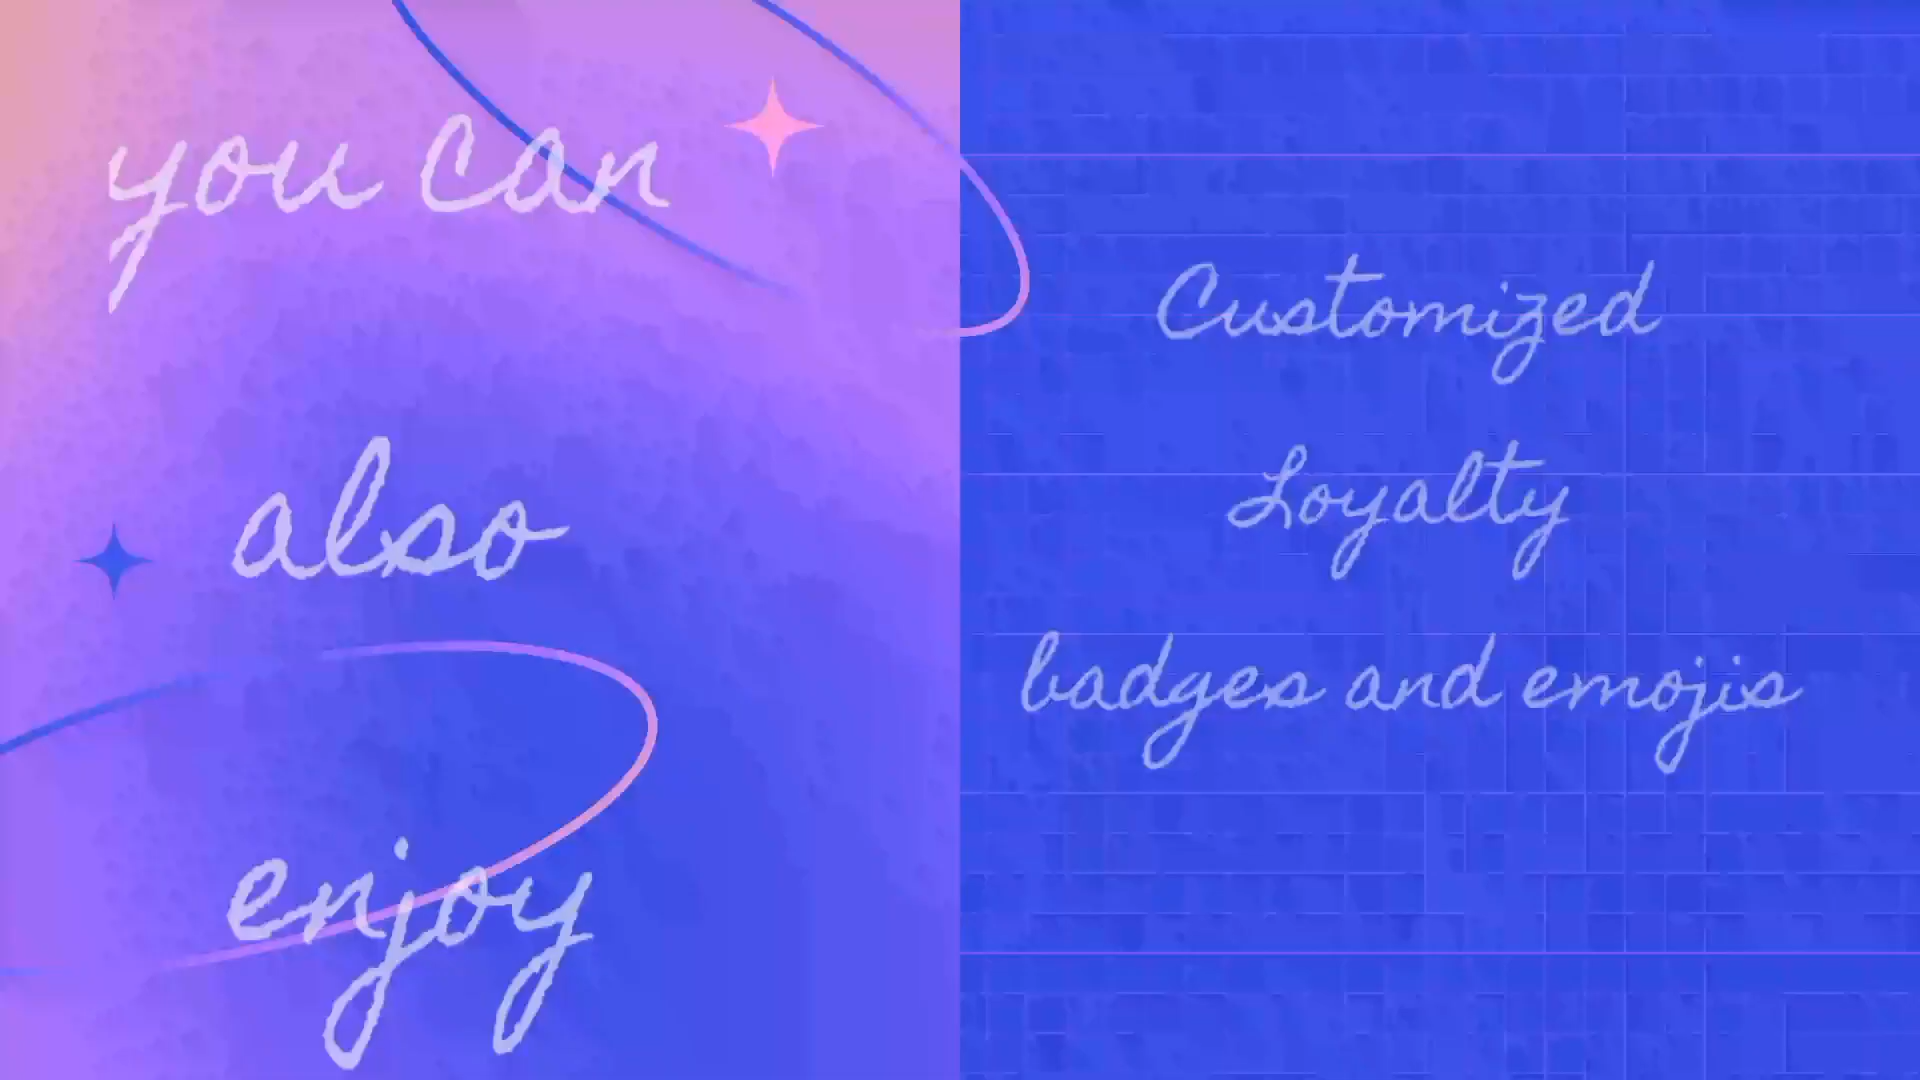 you can
also
enjoy
Customized
Loyalty
badges and emojis